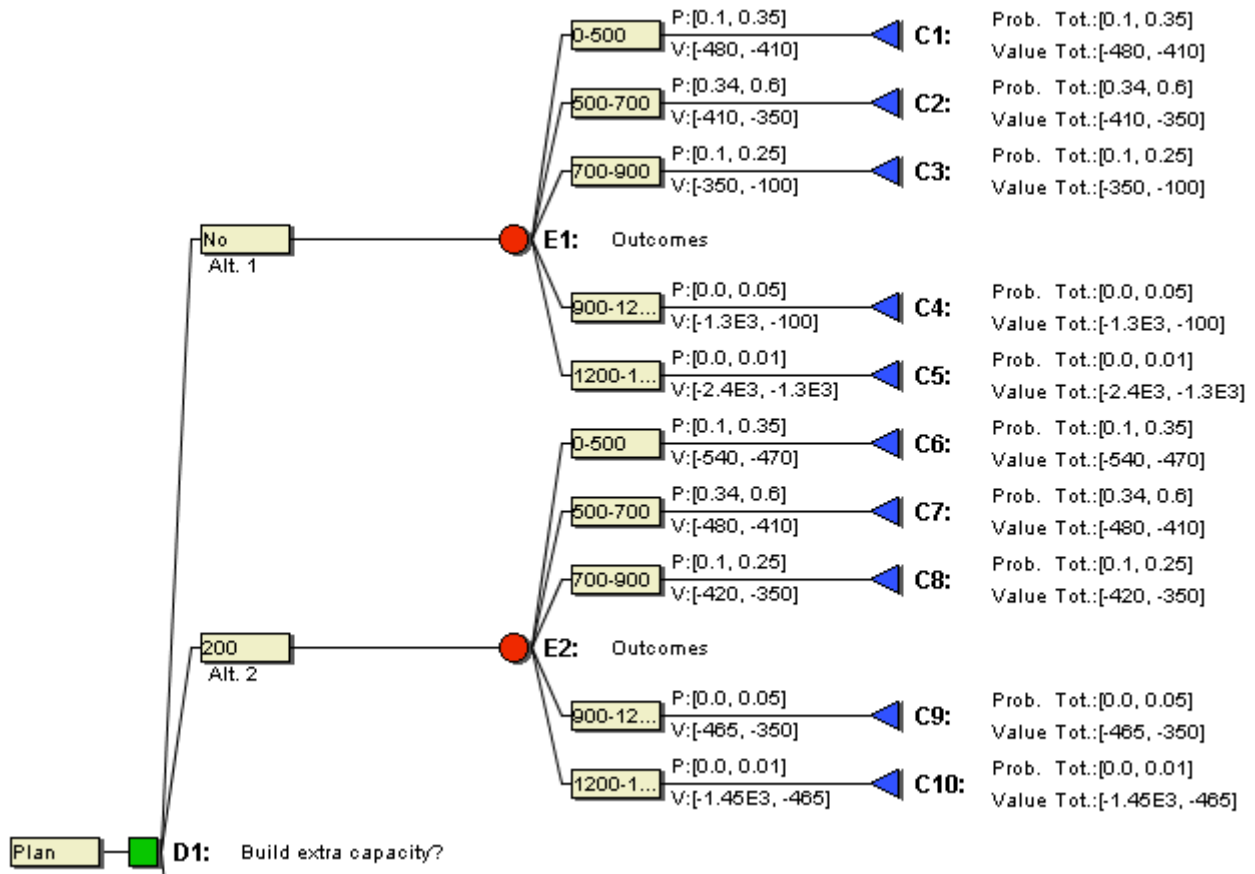 P:[0.1, 0.35] Prob. Tot.:[0.1, 0.35]
0-500 C1:
V:[-480, -410] Value Tot.:[-480, -410]
P:[0.34, 0.6] Prob. Tot.:[0.34, 0.6]
500-700 C2:
V:[-410, -350] Value Tot.:[-410, -350]
P:[0.1, 0.25] Prob. Tot.:[0.1, 0.25]
700-900 C3:
V:[-350, -100] Value Tot.:[-350, -100]
No E1: Outcomes
Alt. 1
P:[0.0, 0.05] Prob. Tot.:[0.0, 0.05]
900-12... C4:
V:[-1.3E3, -100] Value Tot.:[-1.3E3, -100]
P:[0.0, 0.01] Prob. Tot.:[0.0, 0.01]
1200-1... C5:
V:[-2.4E3, -1.3E3] Value Tot.:[-2.4E3, -1.3E3]
P:[0.1, 0.35] Prob. Tot.:[0.1, 0.35]
0-500 C6:
V:[-540, -470] Value Tot.:[-540, -470]
P:[0.34, 0.6] Prob. Tot.:[0.34, 0.6]
500-700 C7:
V:[-480, -410] Value Tot.:[-480, -410]
P:[0.1, 0.25] Prob. Tot.:[0.1, 0.25]
700-900 C8:
V:[-420, -350] Value Tot.:[-420, -350]
200 E2: Outcomes
Alt. 2
P:[0.0, 0.05] Prob. Tot.:[0.0, 0.05]
900-12... C9:
V:[-465, -350] Value Tot.:[-465, -350]
P:[0.0, 0.01] Prob. Tot.:[0.0, 0.01]
1200-1... C10:
V:[-1.45E3, -465] Value Tot.:[-1.45E3, -465]
Plan D1: Build extra capacity?